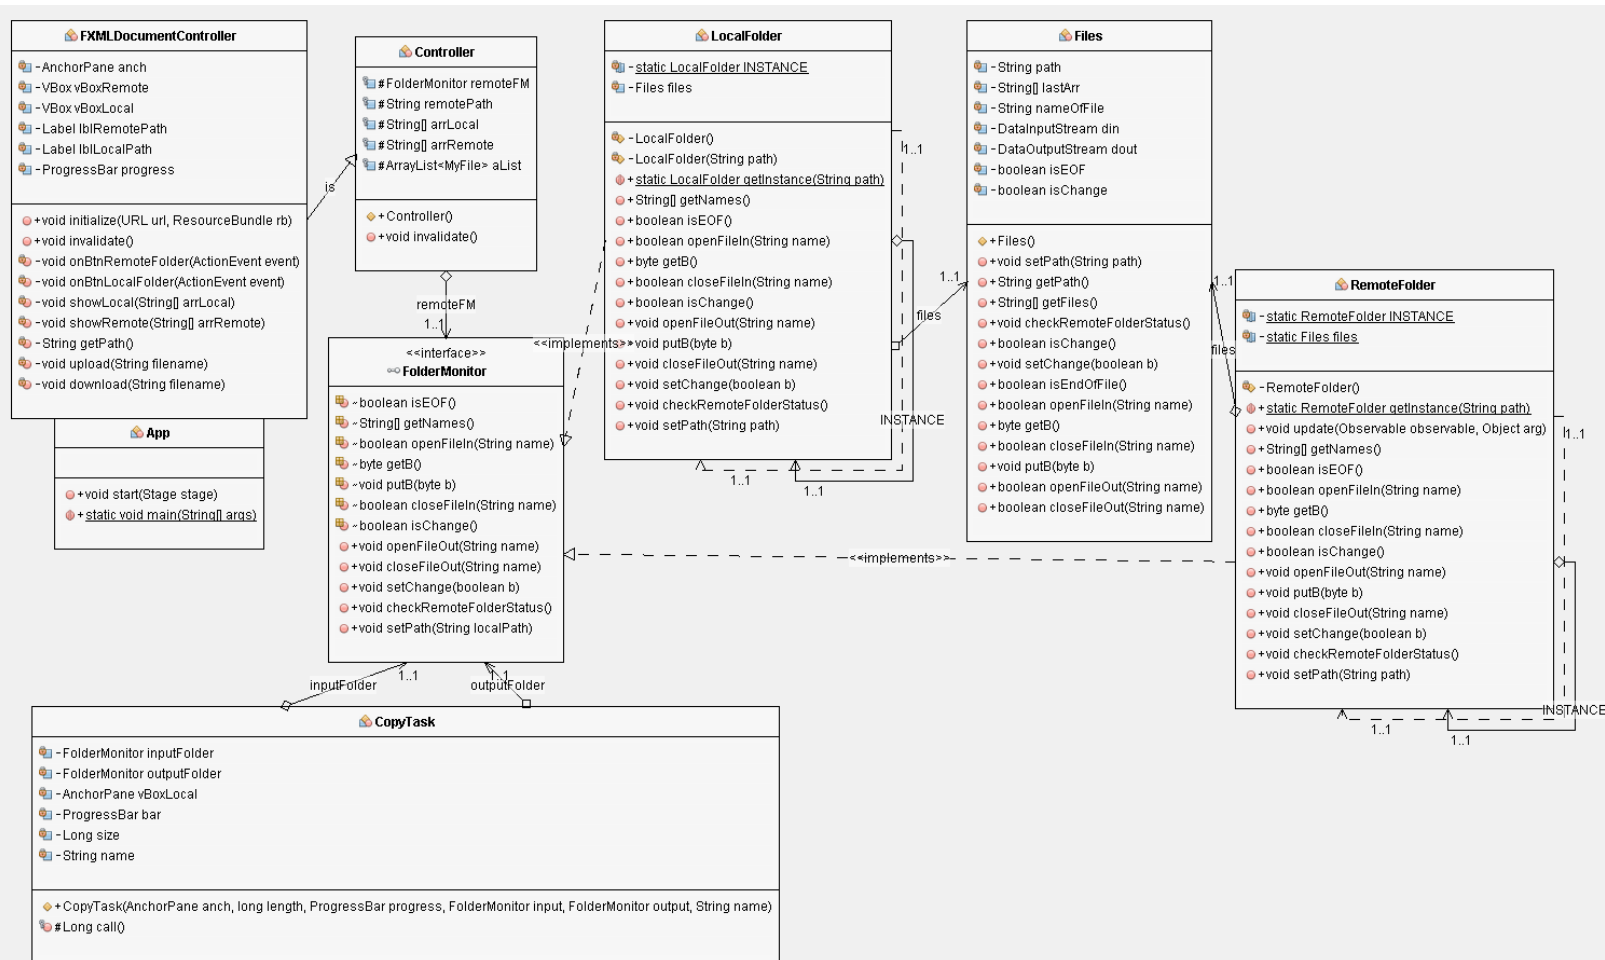 FXMLDocumentController
-AnchorPane anch
-VBox vBoxRemote
-VBox vBoxLocal
-Label lblRemotePath
-Label lblLocalPath
-ProgressBar progress
+void initialize(URL url, ResourceBundle rb)
+void invalidate()
-void onBtnRemoteFolder(ActionEvent event)
-void onBtnLocalFolder(ActionEvent event)
-void showLocal(String[] arrLocal)
-void showRemote(String[] arrRemote)
-String getPath()
-void upload(String filename)
-void download(String filename)
is
Controller
#FolderMonitor remoteFM
#String remotePath
#String[] arrLocal
#String[] arrRemote
#ArrayList<MyFile> aList
+Controller()
+void invalidate()
remoteFM
1..1
App
+void start(Stage stage)
+static void main(String[] args)
<<interface>>
FolderMonitor
~boolean isEOF()
~String[] getNames()
~boolean openFileIn(String name)
~byte getB()
~void putB(byte b)
~boolean closeFileIn(String name)
~boolean isChange()
+void openFileOut(String name)
+void closeFileOut(String name)
+void setChange(boolean b)
+void checkRemoteFolderStatus()
+void setPath(String localPath)
<<implements>>
LocalFolder
-static LocalFolder INSTANCE
-Files files
-LocalFolder()
-LocalFolder(String path)
+static LocalFolder getInstance(String path)
+String[] getNames()
+boolean isEOF()
+boolean openFileIn(String name)
+byte getB()
+boolean closeFileIn(String name)
+boolean isChange()
+void openFileOut(String name)
+void putB(byte b)
+void closeFileOut(String name)
+void setChange(boolean b)
+void checkRemoteFolderStatus()
+void setPath(String path)
1..1
INSTANCE
1..1
1..1
files
1..1
Files
-String path
-String[] lastArr
-String nameOfFile
-DataInputStream din
-DataOutputStream dout
-boolean isEOF
-boolean isChange
+Files()
+void setPath(String path)
+String getPath()
+String[] getFiles()
+void checkRemoteFolderStatus()
+boolean isChange()
+void setChange(boolean b)
+boolean isEndOfFile()
+boolean openFileIn(String name)
+byte getB()
+boolean closeFileIn(String name)
+void putB(byte b)
+boolean openFileOut(String name)
+boolean closeFileOut(String name)
1..1
files
<<implements>>
RemoteFolder
-static RemoteFolder INSTANCE
-static Files files
-RemoteFolder()
+static RemoteFolder getInstance(String path)
+void update(Observable observable, Object arg)
+String[] getNames()
+boolean isEOF()
+boolean openFileIn(String name)
+byte getB()
+boolean closeFileIn(String name)
+boolean isChange()
+void openFileOut(String name)
+void putB(byte b)
+void closeFileOut(String name)
+void setChange(boolean b)
+void checkRemoteFolderStatus()
+void setPath(String path)
1..1
INSTANCE
1..1
1..1
inputFolder
1..1
outputFolder
1..1
CopyTask
-FolderMonitor inputFolder
-FolderMonitor outputFolder
-AnchorPane vBoxLocal
-ProgressBar bar
-Long size
-String name
+CopyTask(AnchorPane anch, long length, ProgressBar progress, FolderMonitor input, FolderMonitor output, String name)
#Long call()